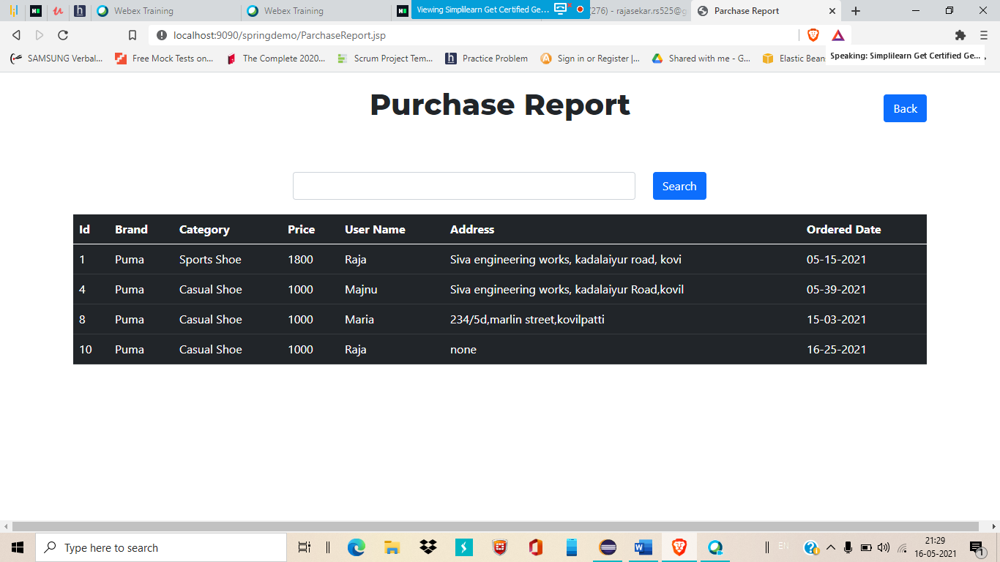 Webex Training
Webex Training
Viewing Simplilearn Get Certified Ge...
(276) - rajasekar.rs525@g
Parchase Report
localhost:9090/springdemo/ParchaseReport.jsp
SAMSUNG Verbal...
Free Mock Tests on...
The Complete 2020...
Scrum Project Tem...
Practice Problem
Sign in or Register |...
Shared with me - G...
Elastic Bean
Speaking: Simplilearn Get Certified Ge...
Purchase Report
Back
Search
Id Brand Category Price User Name Address Ordered Date
1 Puma Sports Shoe 1800 Raja Siva engineering works, kadalaiyur road, kovi 05-15-2021
4 Puma Casual Shoe 1000 Majnu Siva engineering works, kadalaiyur Road,kovil 05-39-2021
8 Puma Casual Shoe 1000 Maria 234/5d,marlin street,kovilpatti 15-03-2021
10 Puma Casual Shoe 1000 Raja none 16-25-2021
Type here to search
EN
21:29
16-05-2021
1